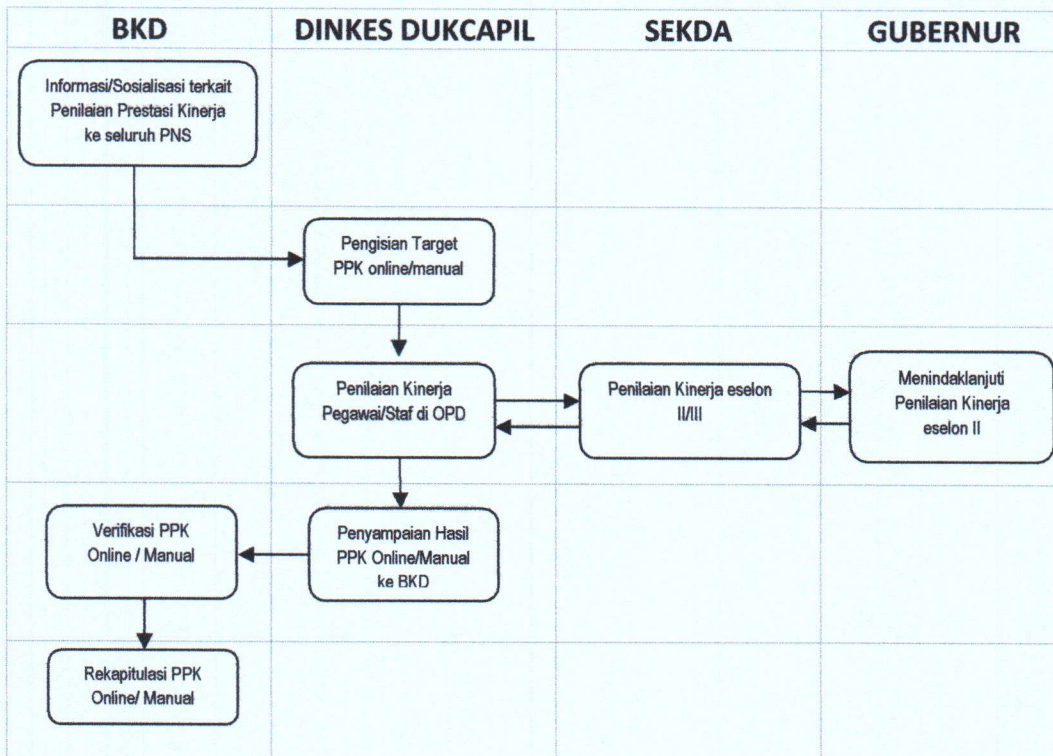 BKD
DINKES DUKCAPIL
SEKDA
GUBERNUR
Informasi/Sosialisasi terkait
Penilaian Prestasi Kinerja
ke seluruh PNS
Pengisian Target
PPK online/manual
Penilaian Kinerja
Pegawai/Staf di OPD
Penilaian Kinerja eselon
II/III
Menindaklanjuti
Penilaian Kinerja
eselon II
Verifikasi PPK
Online / Manual
Penyampaian Hasil
PPK Online/Manual
ke BKD
Rekapitulasi PPK
Online/ Manual